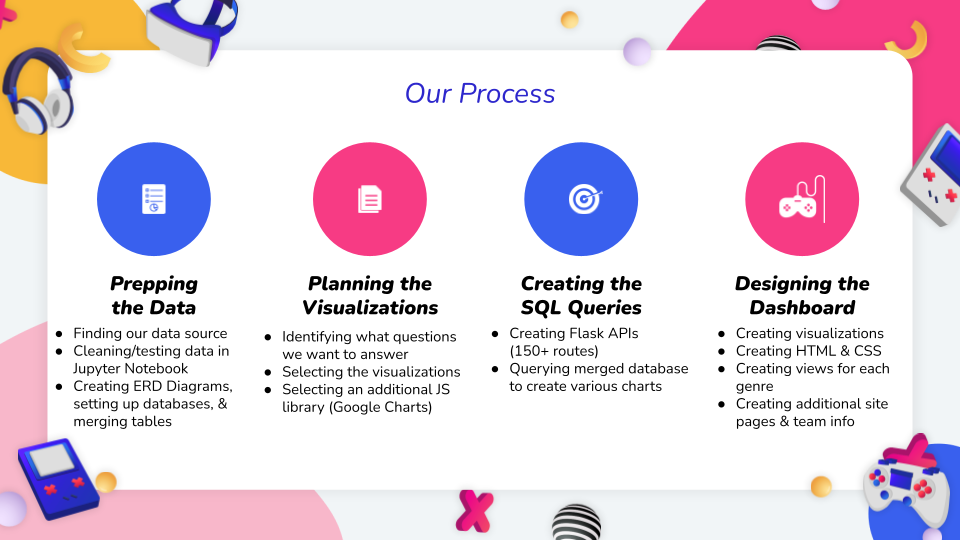 Our Process
Prepping
the Data
● Finding our data source
● Cleaning/testing data in
Jupyter Notebook
● Creating ERD Diagrams,
setting up databases, &
merging tables
Planning the
Visualizations
● Identifying what questions
we want to answer
● Selecting the visualizations
● Selecting an additional JS
library (Google Charts)
Creating the
SQL Queries
● Creating Flask APIs
(150+ routes)
● Querying merged database
to create various charts
Designing the
Dashboard
● Creating visualizations
● Creating HTML & CSS
● Creating views for each
genre
● Creating additional site
pages & team info